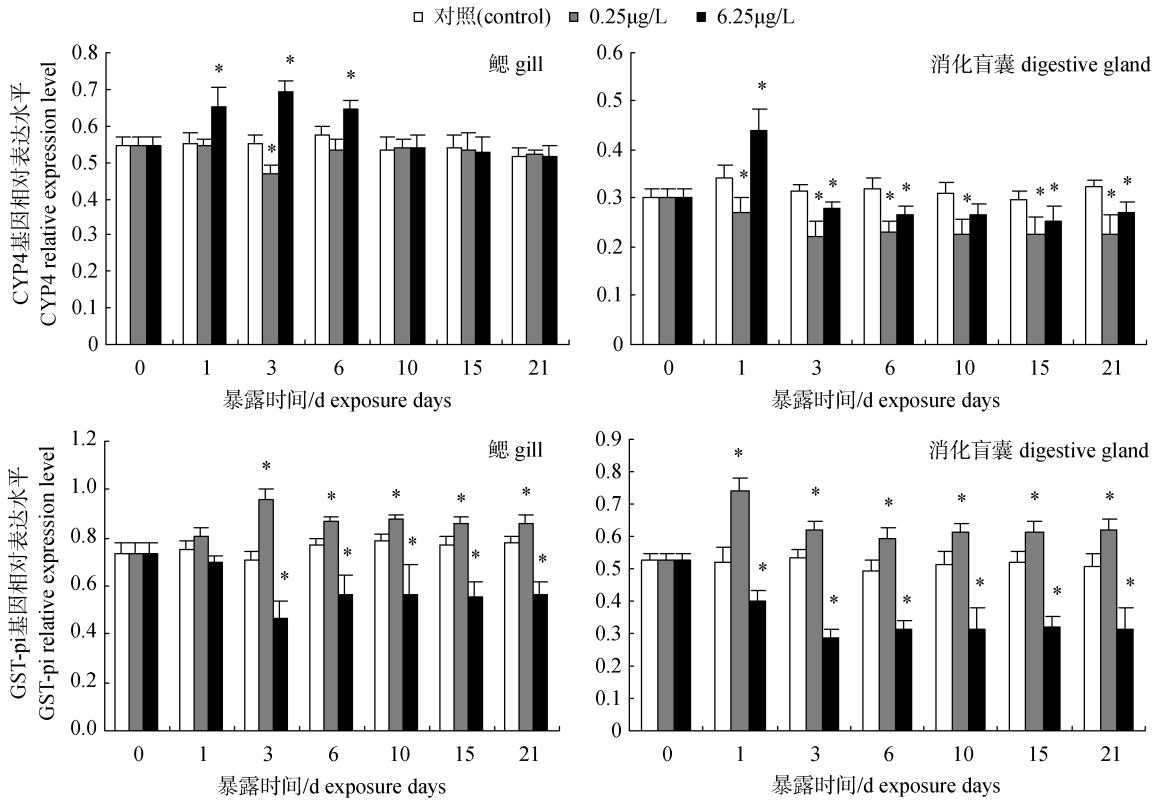 对照(control) 0.25μg/L 6.25μg/L
CYP4基因相对表达水平
CYP4 relative expression level
0.8
0.7
0.6
0.5
0.4
0.3
0.2
0.1
0
鳃 gill
* * * *
0 1 3 6 10 15 21
暴露时间/d exposure days
0.6
0.5
0.4
0.3
0.2
0.1
0
消化盲囊 digestive gland
* * * * * * * * * * *
0 1 3 6 10 15 21
暴露时间/d exposure days
GST-pi基因相对表达水平
GST-pi relative expression level
1.2
1.0
0.8
0.6
0.4
0.2
0.0
鳃 gill
* * * * * * * * * *
0 1 3 6 10 15 21
暴露时间/d exposure days
0.9
0.8
0.7
0.6
0.5
0.4
0.3
0.2
0.1
0
消化盲囊 digestive gland
* * * * * * * * * * * *
0 1 3 6 10 15 21
暴露时间/d exposure days